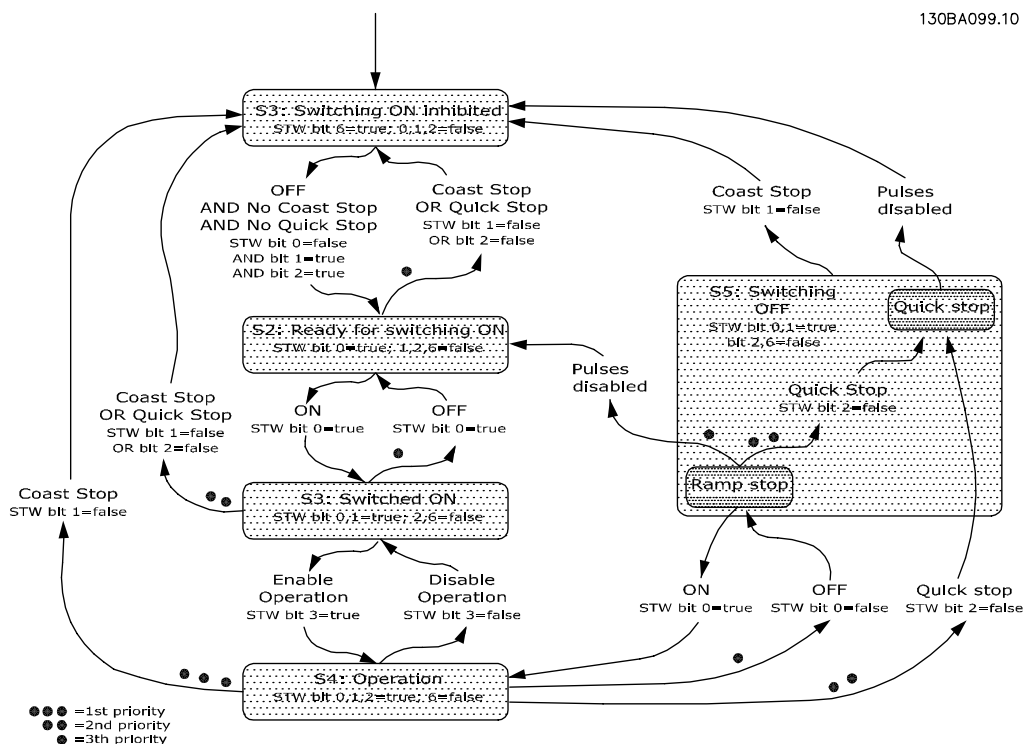 130BA099.10
S3: Switching ON Inhibited
STW bit 6=true; 0,1,2=false
OFF
AND No Coast Stop
AND No Quick Stop
STW bit 0=false
AND bit 1=true
AND bit 2=true
Coast Stop
OR Quick Stop
STW bit 1=false
OR bit 2=false
Coast Stop
STW bit 1=false
Pulses
disabled
S5: Switching
OFF
STW bit 0,1=true
bit 2,6=false
Quick stop
S2: Ready for switching ON
STW bit 0=true; 1,2,6=false
Pulses
disabled
Quick Stop
STW bit 2=false
Coast Stop
OR Quick Stop
STW bit 1=false
OR bit 2=false
ON
STW bit 0=true
OFF
STW bit 0=true
Ramp stop
S3: Switched ON
STW bit 0,1=true; 2,6=false
Coast Stop
STW bit 1=false
Enable
Operation
STW bit 3=true
Disable
Operation
STW bit 3=false
ON
STW bit 0=true
OFF
STW bit 0=false
Quick stop
STW bit 2=false
S4: Operation
STW bit 0,1,2=true; 6=false
=1st priority
=2nd priority
=3th priority